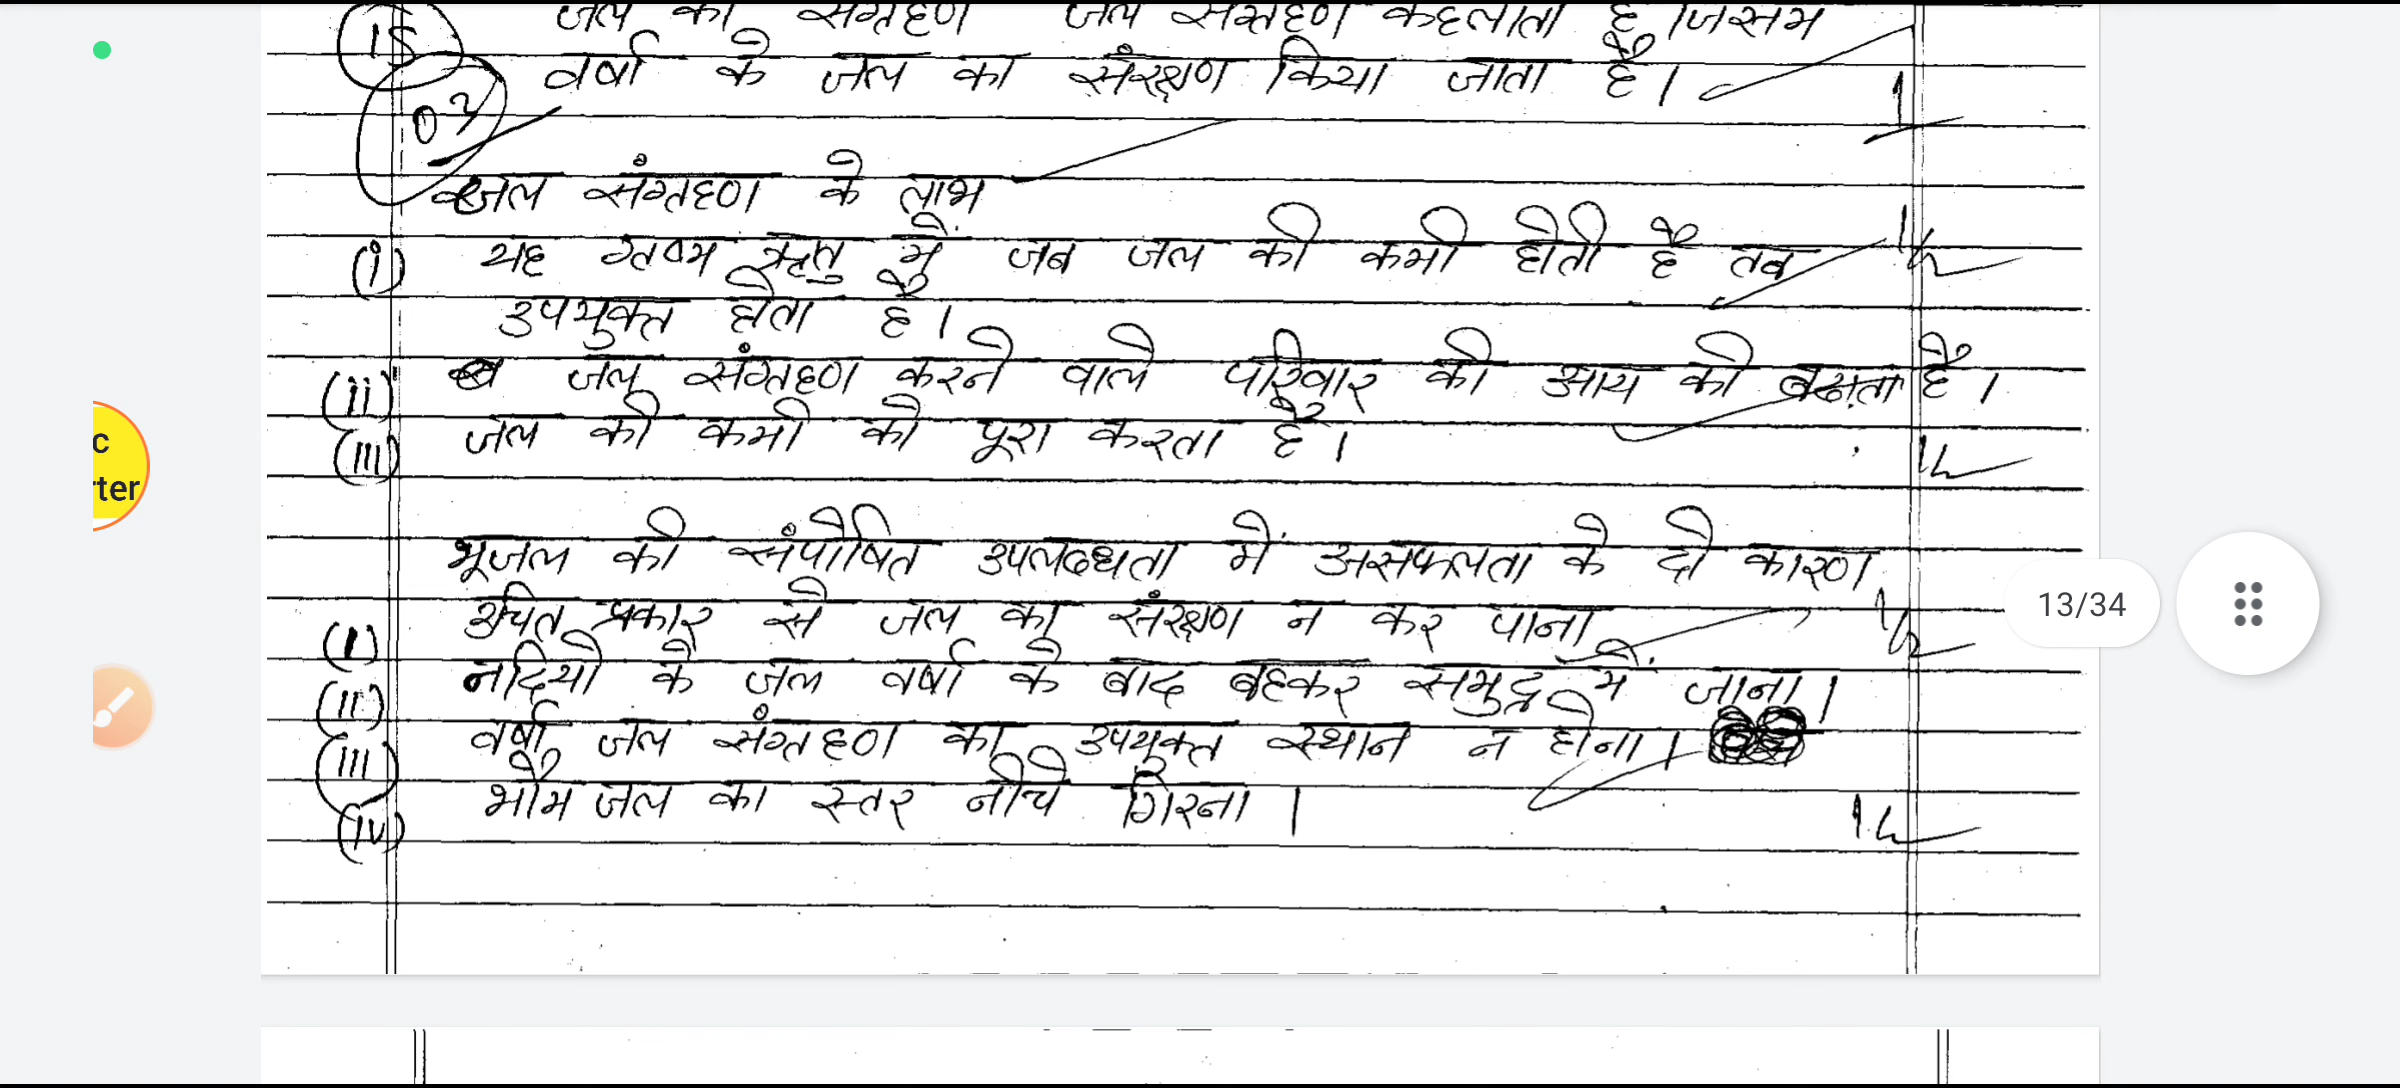 15 जल का संग्रहण जल संग्रहण कहलाता है जिसमें
वर्षा के जल का संरक्षण किया जाता है।
1
03
जल संग्रहण के लाभ
(i) यह ग्रीष्म ऋतु में जब जल की कमी होती है तब 1/2
उपयुक्त होता है।
(ii) जल संग्रहण करने वाले परिवार की आय को बढ़ाता है।
(iii) जल की कमी को पूरा करता है। 1/2
भूजल की संपोषित उपलब्धता में असफलता के दो कारण
(I) उचित प्रकार से जल का संरक्षण न कर पाना 1/2
(II) नदियों के जल वर्षा के बाद बहकर समुद्र में जाना।
(III) वर्षा जल संग्रहण का उपयुक्त स्थान न होना।
(IV) भौम जल का स्तर नीचे गिरना। 1/2
c
rter
13/34